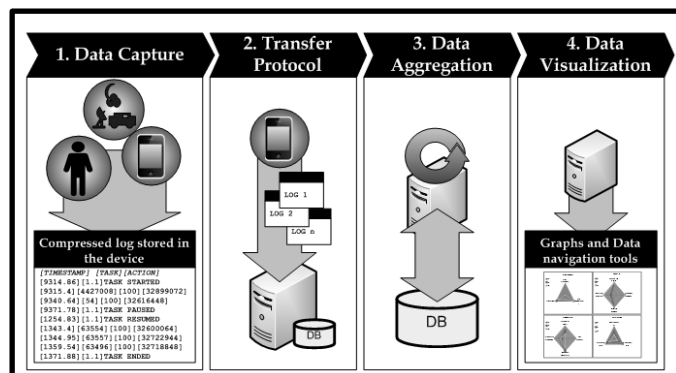 1. Data Capture
2. Transfer
Protocol
3. Data
Aggregation
4. Data
Visualization
Compressed log stored in
the device
[TIMESTAMP] [TASK][ACTION]
[9314.86][1.1]TASK STARTED
[9315.4][4427008][100][32899072]
[9340.64][54][100][32616448]
[9371.78][1.1]TASK PAUSED
[1254.83][1.1]TASK RESUMED
[1343.4][63554][100][32600064]
[1344.95][63557][100][32722944]
[1359.54][63496][100][32718848]
[1371.88][1.1]TASK ENDED
LOG 1
LOG 2
LOG n
DB
DB
Graphs and Data
navigation tools